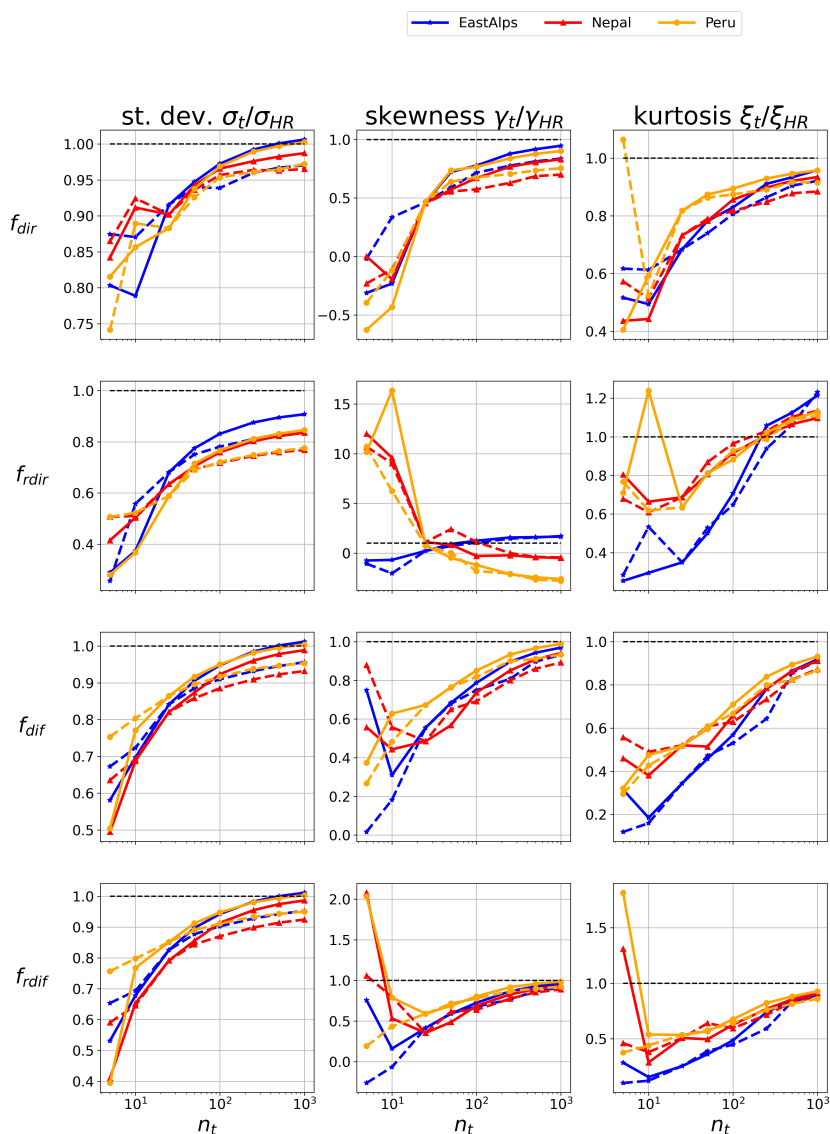 EastAlps Nepal Peru
st. dev. σt/σHR skewness γt/γHR kurtosis ξt/ξHR
fdir
1.00 0.95 0.90 0.85 0.80 0.75
1.0 0.5 0.0 −0.5
1.0 0.8 0.6 0.4
frdir
1.0 0.8 0.6 0.4
15 10 5 0
1.2 1.0 0.8 0.6 0.4
fdif
1.0 0.9 0.8 0.7 0.6 0.5
1.0 0.8 0.6 0.4 0.2 0.0
1.0 0.8 0.6 0.4 0.2
frdif
1.0 0.9 0.8 0.7 0.6 0.5 0.4
2.0 1.5 1.0 0.5 0.0
1.5 1.0 0.5
10¹ 10² 10³ 10¹ 10² 10³ 10¹ 10² 10³
nt nt nt